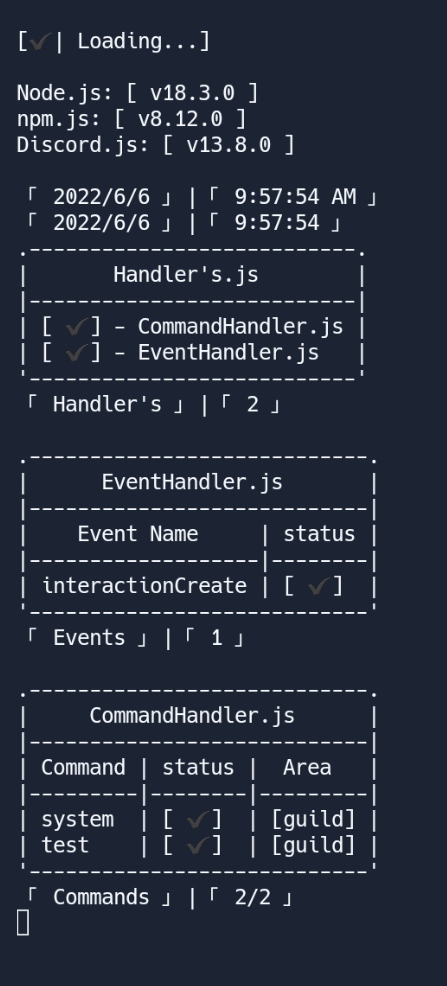 [✔| Loading...]
Node.js: [ v18.3.0 ]
npm.js: [ v8.12.0 ]
Discord.js: [ v13.8.0 ]
「 2022/6/6 」|「 9:57:54 AM 」
「 2022/6/6 」|「 9:57:54 」
.---------------------------.
|       Handler's.js        |
|---------------------------|
| [ ✔] – CommandHandler.js |
| [ ✔] – EventHandler.js   |
'---------------------------'
「 Handler's 」|「 2 」
.----------------------------.
|      EventHandler.js       |
|----------------------------|
|    Event Name     | status |
|-------------------|--------|
| interactionCreate | [ ✔]  |
'----------------------------'
「 Events 」|「 1 」
.----------------------------.
|     CommandHandler.js      |
|----------------------------|
| Command | status |  Area   |
|---------|--------|---------|
| system  | [ ✔]  | [guild] |
| test    | [ ✔]  | [guild] |
'----------------------------'
「 Commands 」|「 2/2 」